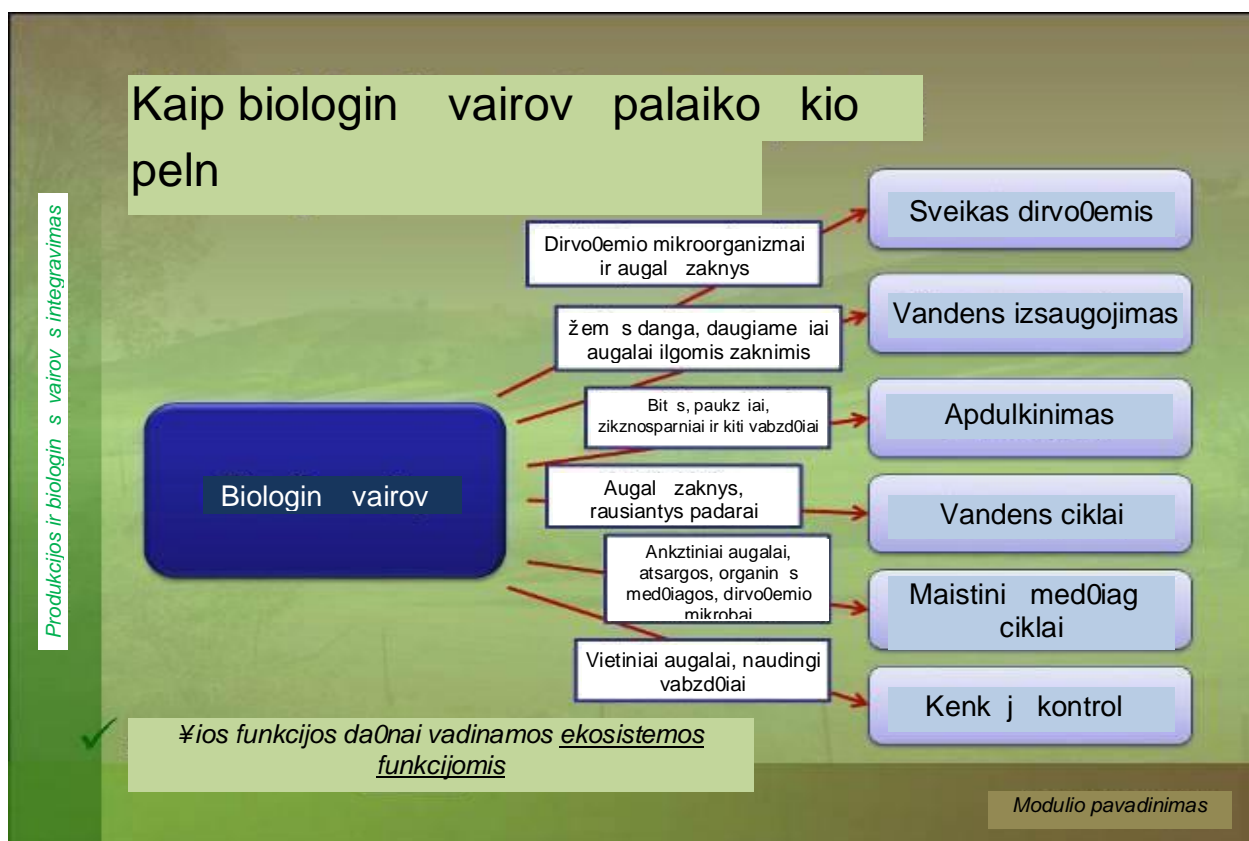 Kaip biologin vairov palaiko kio
peln
Produkcijos ir biologin s vairov s integravimas
Dirvo0emio mikroorganizmai
ir augal zaknys
Sveikas dirvo0emis
žem s danga, daugiame iai
augalai ilgomis zaknimis
Vandens izsaugojimas
Bit s, paukz iai,
zikznosparniai ir kiti vabzd0iai
Apdulkinimas
Biologin vairov
Augal zaknys,
rausiantys padarai
Vandens ciklai
Ankztiniai augalai,
atsargos, organin s
med0iagos, dirvo0emio
mikrobai
Maistini med0iag
ciklai
Vietiniai augalai, naudingi
vabzd0iai
Kenk j kontrol
¥ios funkcijos da0nai vadinamos ekosistemos
funkcijomis
Modulio pavadinimas